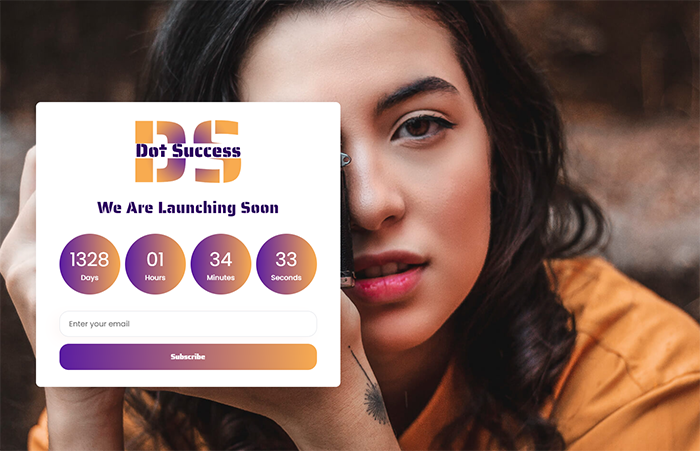 DS
Dot Success
We Are Launching Soon
1328 01 34 33
Days Hours Minutes Seconds
Enter your email
Subscribe